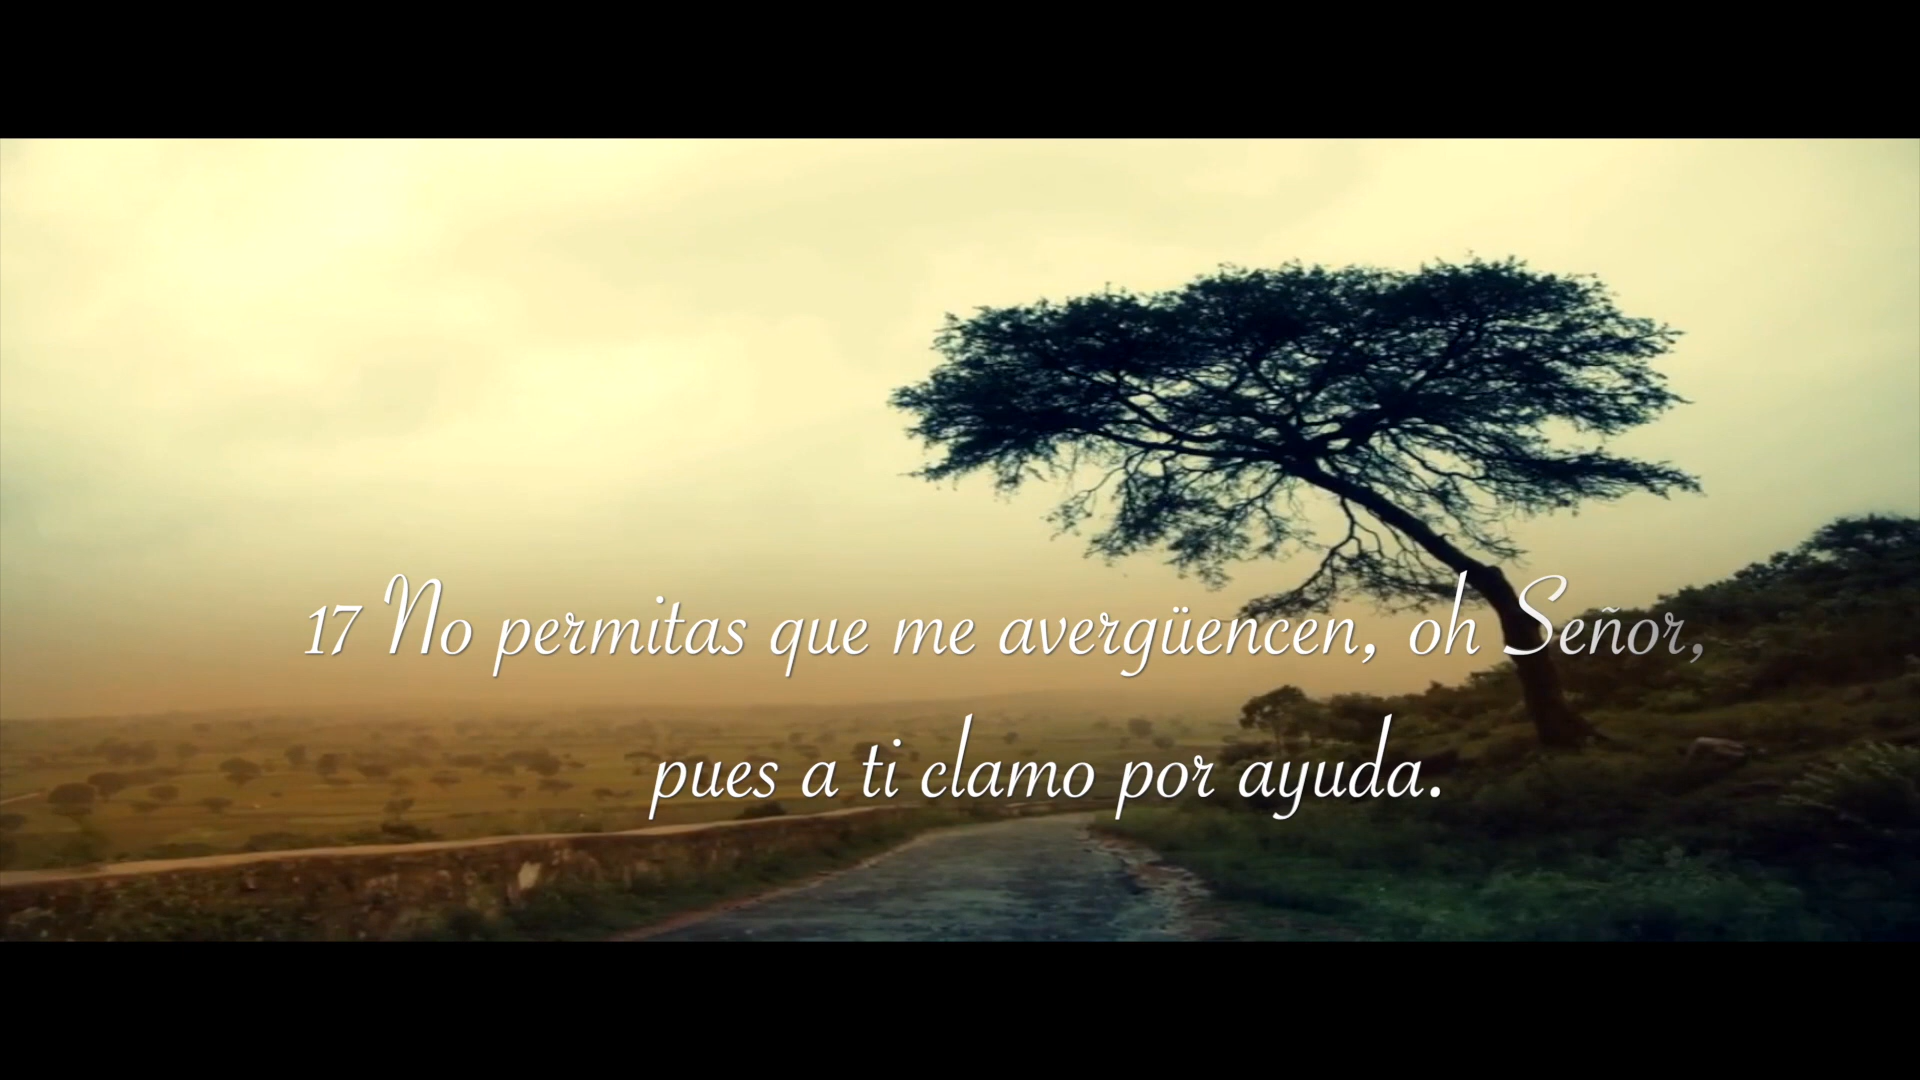 17 No permitas que me avergüencen, oh Señor,
pues a ti clamo por ayuda.